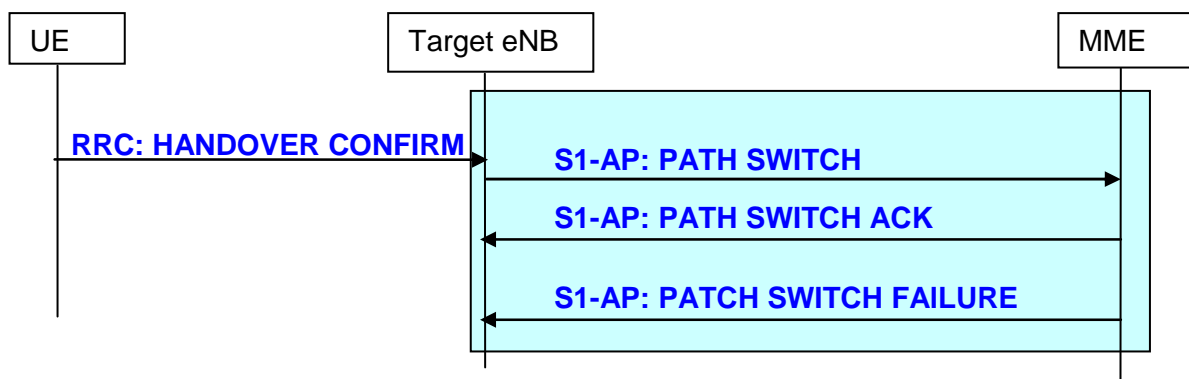 UE
Target eNB
MME
RRC: HANDOVER CONFIRM
S1-AP: PATH SWITCH
S1-AP: PATH SWITCH ACK
S1-AP: PATCH SWITCH FAILURE